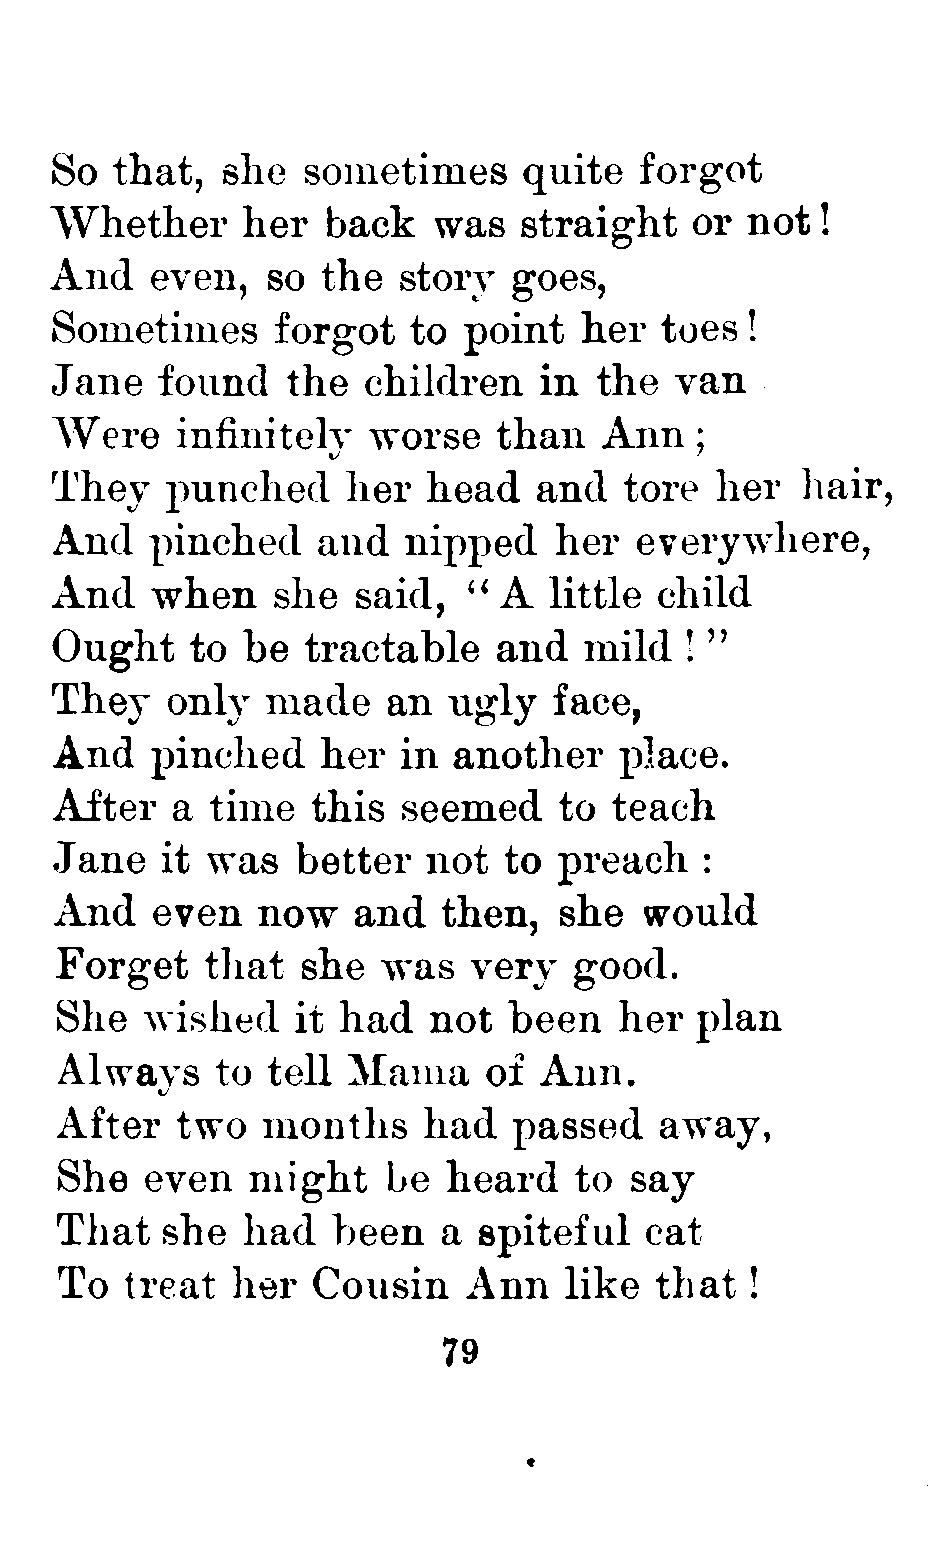 So that, she sometimes quite forgot
Whether her back was straight or not!
And even, so the story goes,
Sometimes forgot to point her toes!
Jane found the children in the van
Were infinitely worse than Ann;
They punched her head and tore her hair,
And pinched and nipped her everywhere,
And when she said, “A little child
Ought to be tractable and mild!”
They only made an ugly face,
And pinched her in another place.
After a time this seemed to teach
Jane it was better not to preach:
And even now and then, she would
Forget that she was very good.
She wished it had not been her plan
Always to tell Mama of Ann.
After two months had passed away,
She even might be heard to say
That she had been a spiteful cat
To treat her Cousin Ann like that!
79